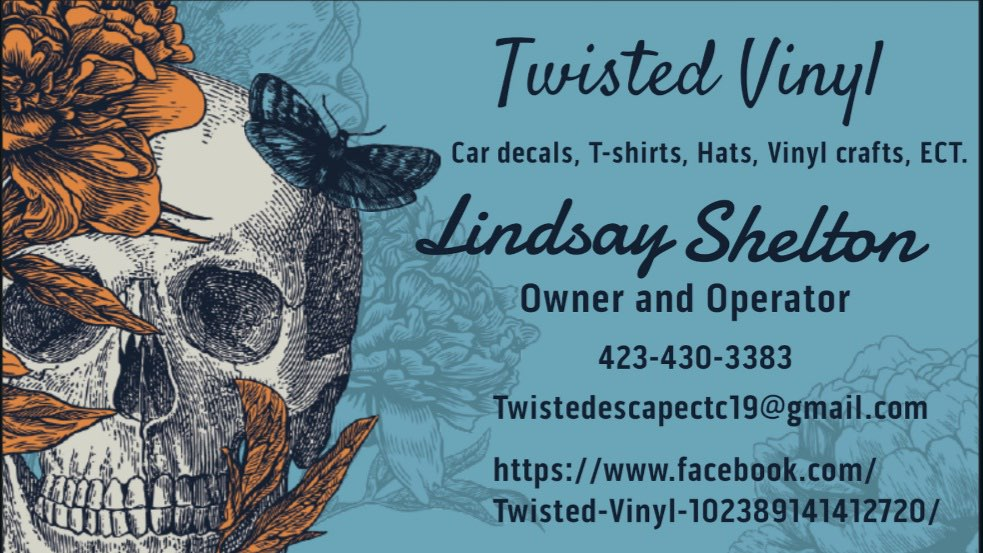 Twisted Vinyl
Car decals, T-shirts, Hats, Vinyl crafts, ECT.
Lindsay Shelton
Owner and Operator
423-430-3383
Twistedescapectc19@gmail.com
https://www.facebook.com/
Twisted-Vinyl-102389141412720/